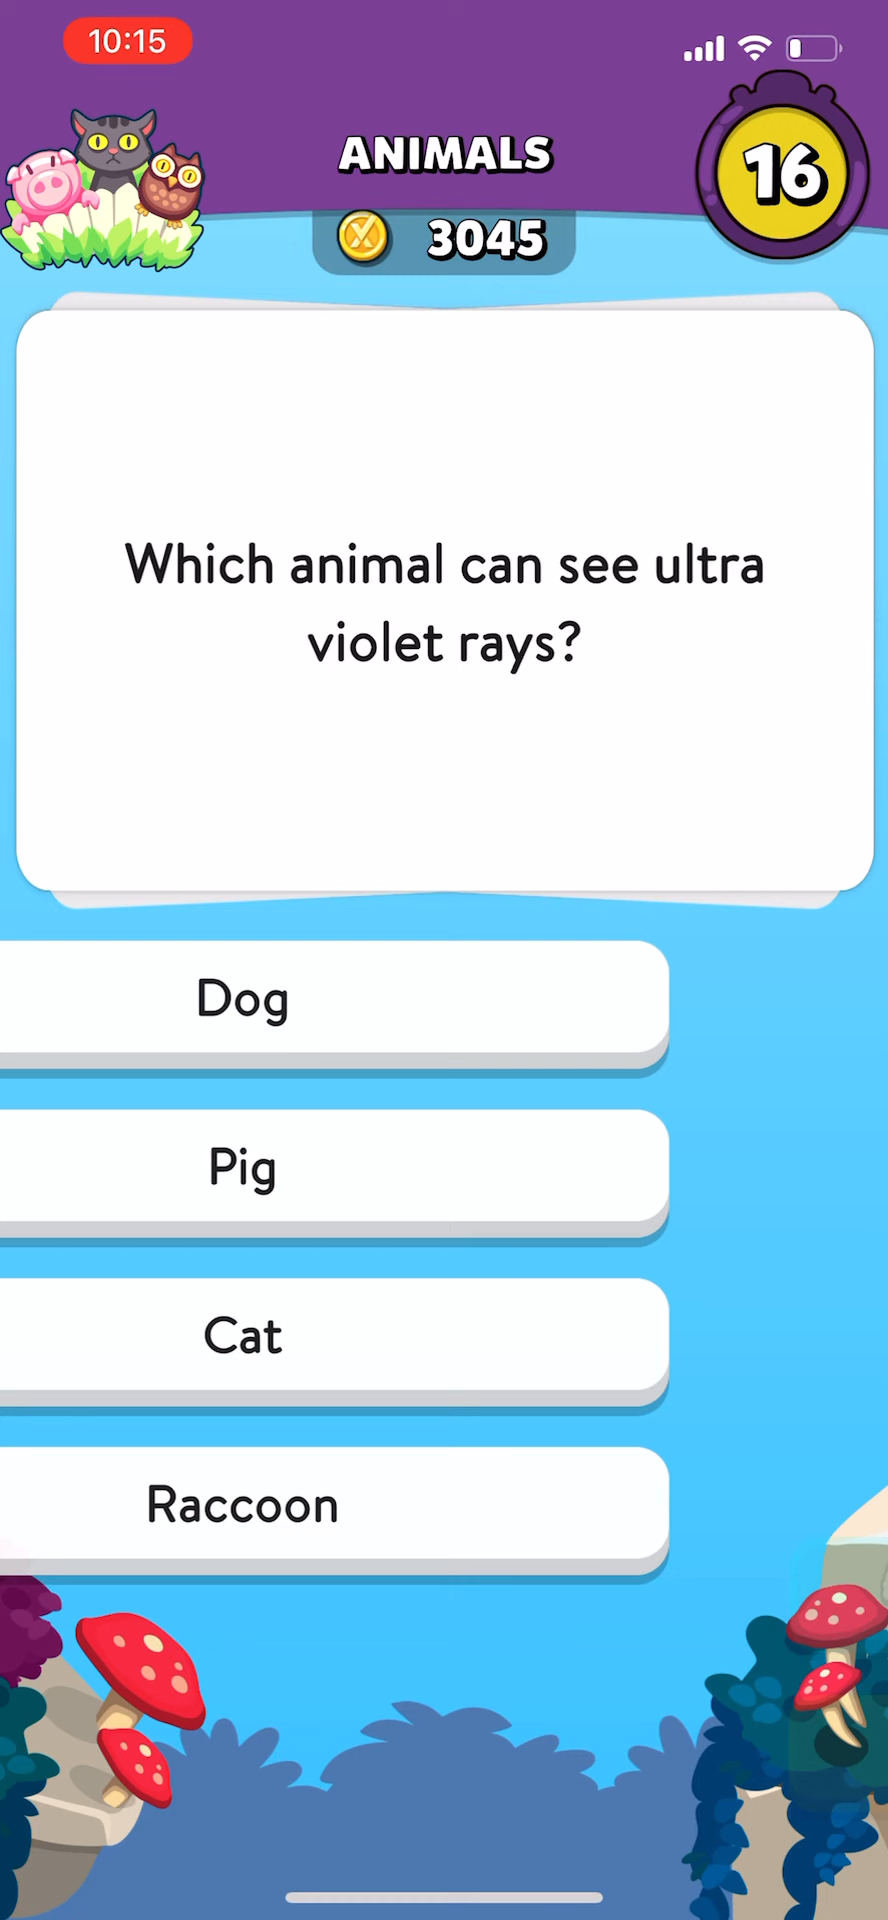 10:15
ANIMALS
16
3045
Which animal can see ultra
violet rays?
Dog
Pig
Cat
Raccoon